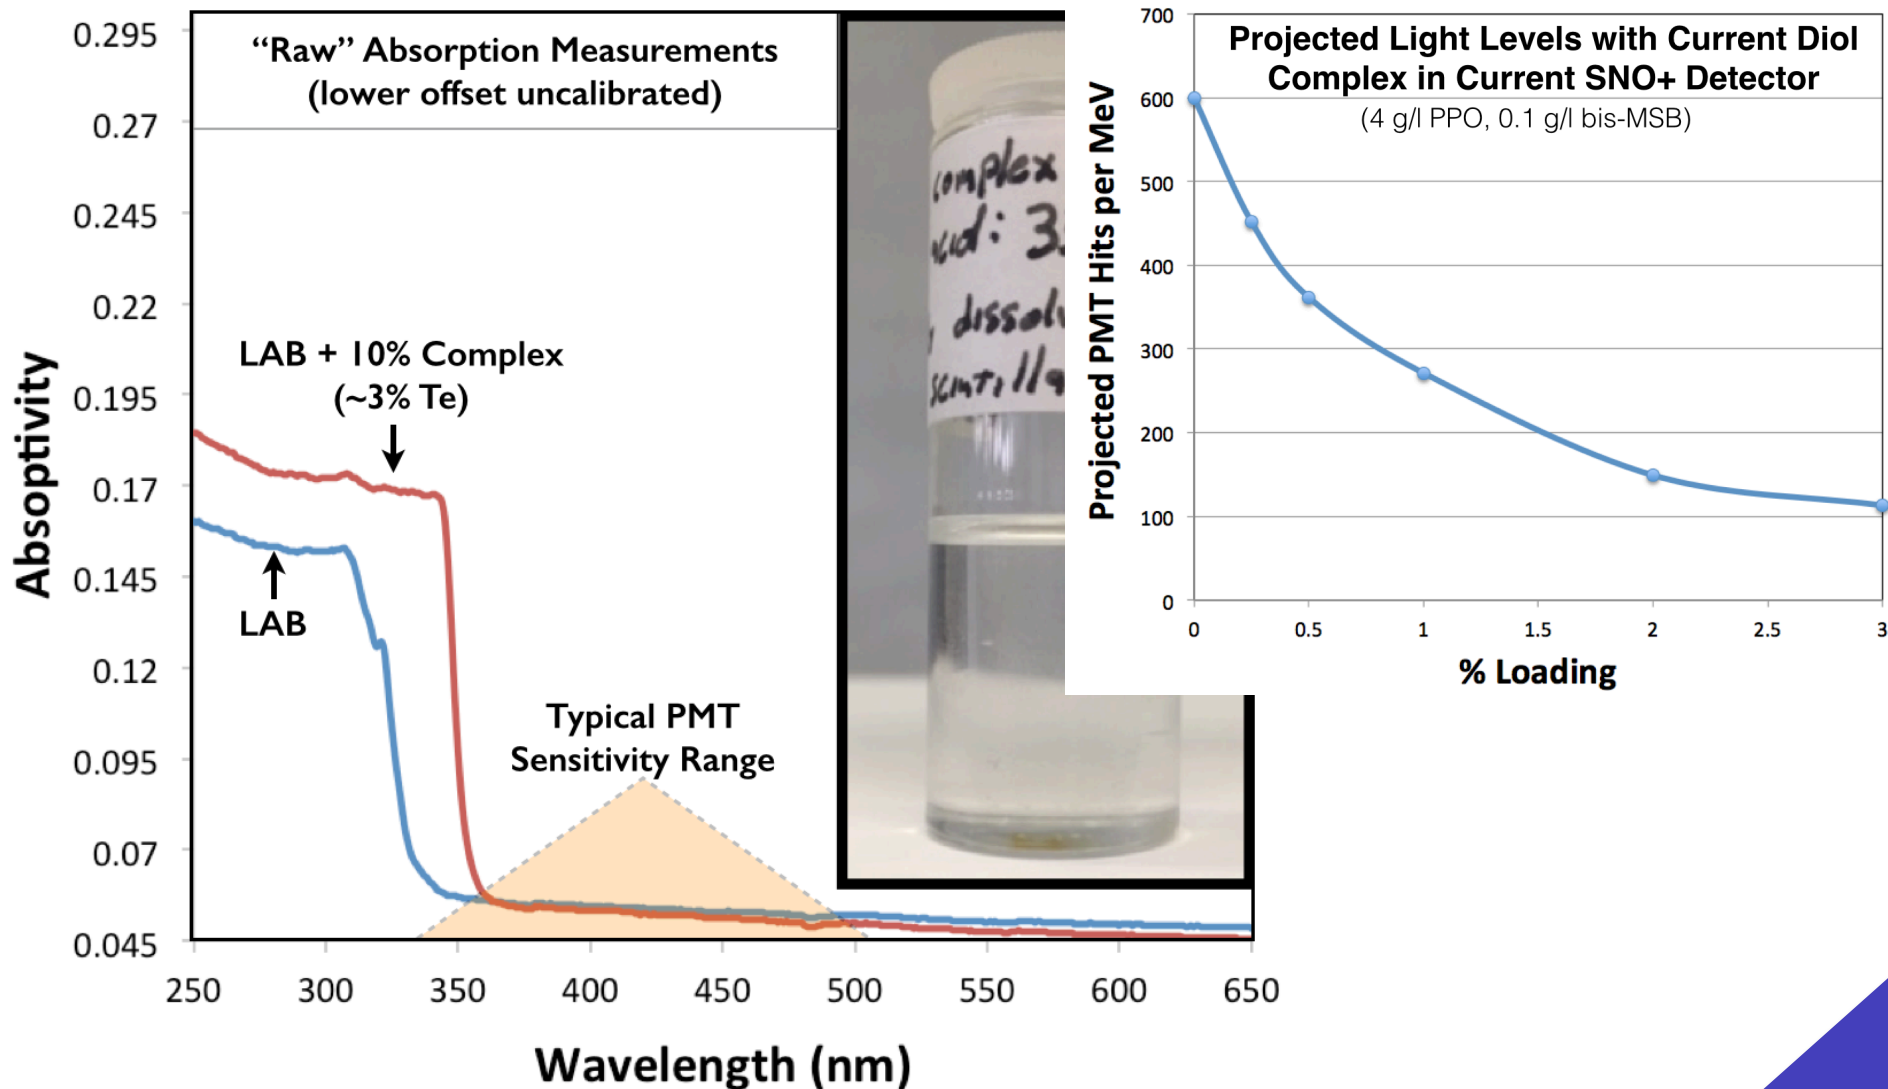 “Raw” Absorption Measurements
(lower offset uncalibrated)
Absoptivity
0.295
0.27
0.245
0.22
0.195
0.17
0.145
0.12
0.095
0.07
0.045
LAB + 10% Complex
(~3% Te)
LAB
Typical PMT
Sensitivity Range
250 300 350 400 450 500 550 600 650
Wavelength (nm)
complex
dissol
Projected Light Levels with Current Diol
Complex in Current SNO+ Detector
(4 g/l PPO, 0.1 g/l bis-MSB)
Projected PMT Hits per MeV
700
600
500
400
300
200
100
0
0 0.5 1 1.5 2 2.5 3
% Loading